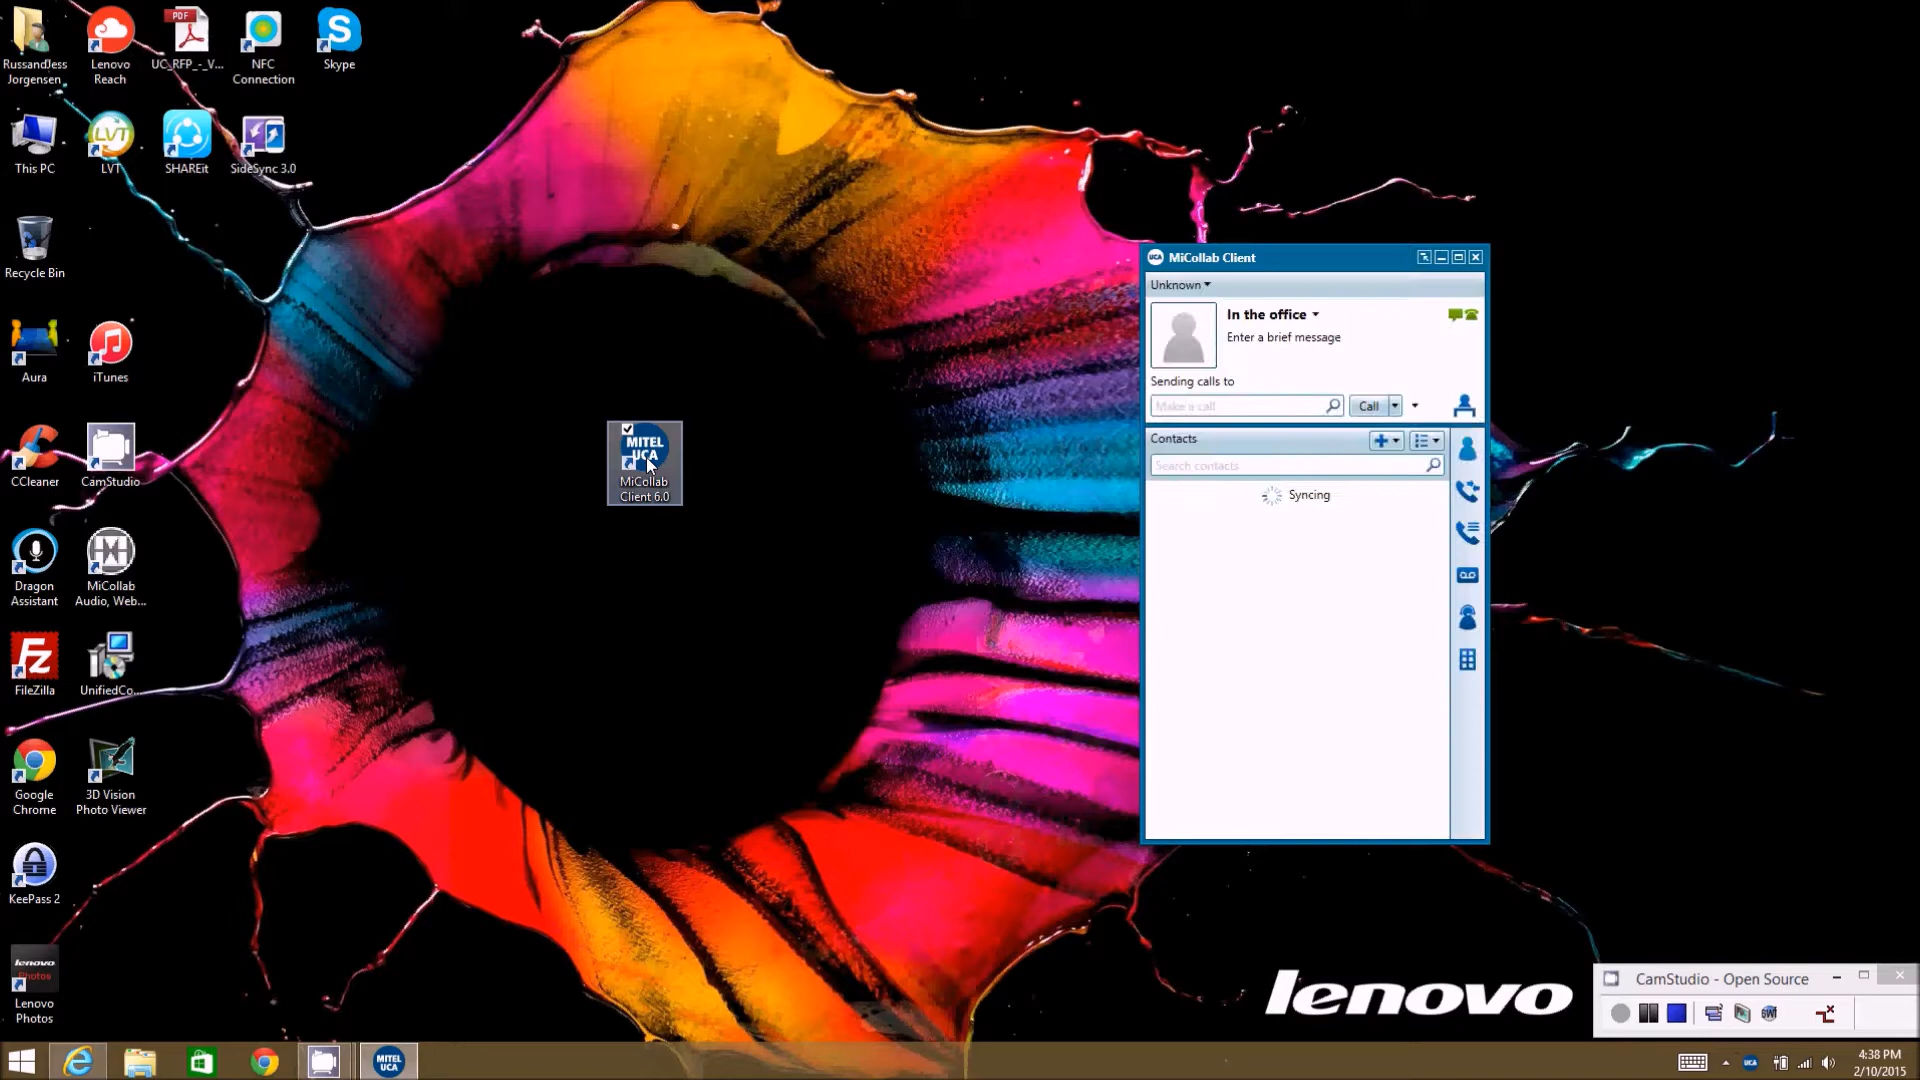 RussandJess
Jorgensen
Lenovo
Reach
PDF
UC_RFP_-_V...
NFC
Connection
S
Skype
This PC
LVT
LVT
SHAREit
SideSync 3.0
Recycle Bin
Aura
iTunes
CCleaner
CamStudio
Dragon
Assistant
MiCollab
Audio, Web...
Fz
FileZilla
UnifiedCo...
Google
Chrome
3D Vision
Photo Viewer
KeePass 2
lenovo
Photos
Lenovo
Photos
MITEL
UCA
MiCollab
Client 6.0
UCA MiCollab Client
Unknown
In the office
Enter a brief message
Sending calls to
Make a call
Call
Contacts
Search contacts
Syncing
lenovo
CamStudio - Open Source
SWF
MITEL
UCA
UCA
4:38 PM
2/10/2015